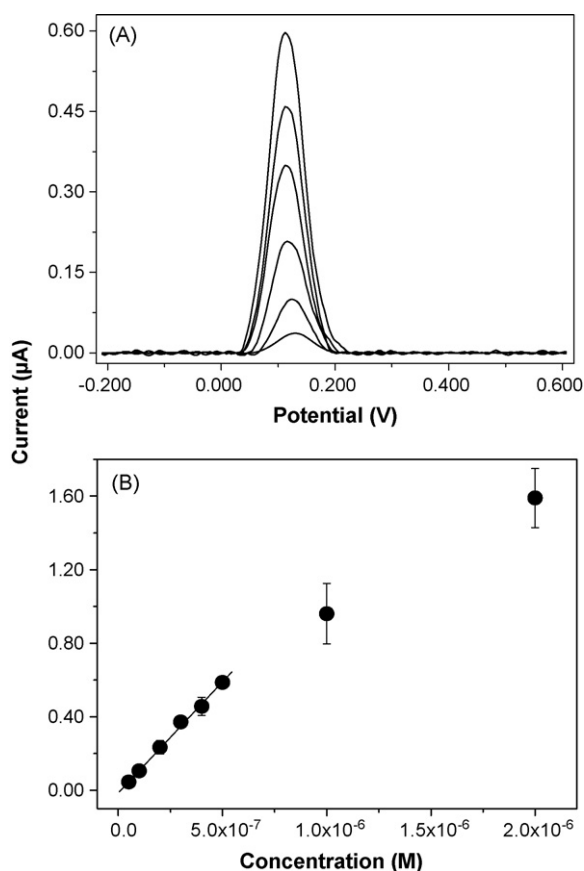 (A)
0.60
0.45
0.30
0.15
0.00
-0.200 0.000 0.200 0.400 0.600
Potential (V)
Current (µA)
(B)
1.60
1.20
0.80
0.40
0.00
0.0 5.0x10⁻⁷ 1.0x10⁻⁶ 1.5x10⁻⁶ 2.0x10⁻⁶
Concentration (M)